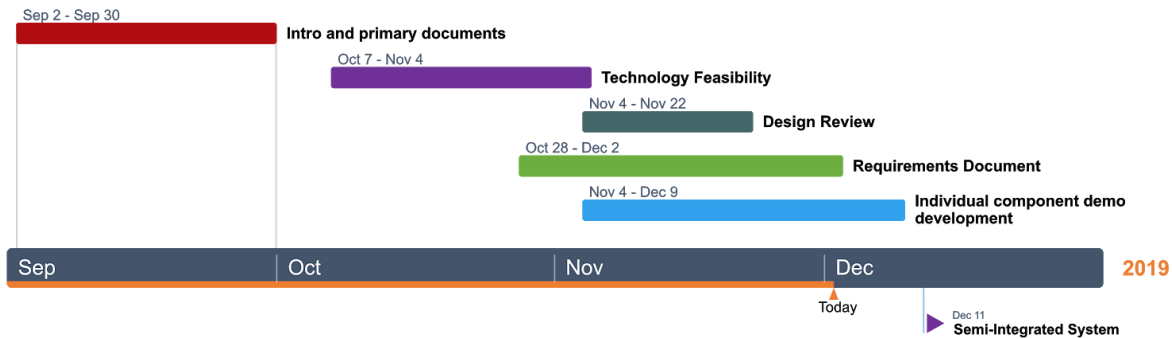 Sep 2 - Sep 30
Intro and primary documents
Oct 7 - Nov 4
Technology Feasibility
Nov 4 - Nov 22
Design Review
Oct 28 - Dec 2
Requirements Document
Nov 4 - Dec 9
Individual component demo
development
Sep Oct Nov Dec 2019
Today
Dec 11
Semi-Integrated System